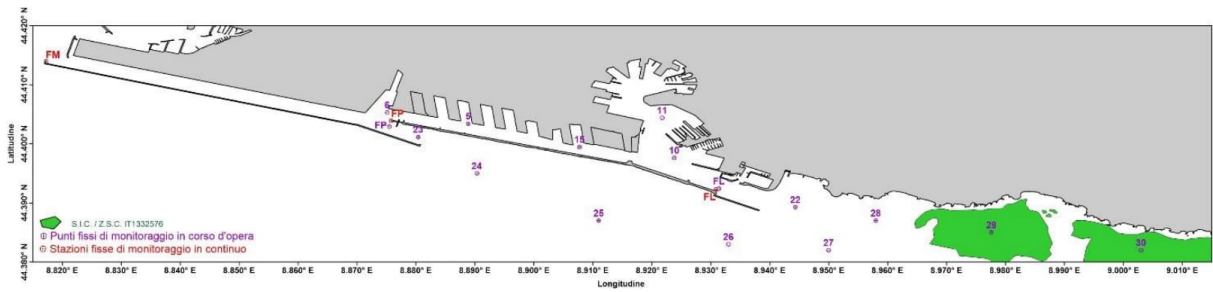 44.420° N
FM
44.410° N
6
FP
FP
5
11
23
15
10
44.400° N
Latitudine
24
FL
FL
44.390° N
22
25
28
29
26
27
30
S.I.C. / Z.S.C. IT1332576
Punti fissi di monitoraggio in corso d'opera
Stazioni fisse di monitoraggio in continuo
44.380° N
8.820° E 8.830° E 8.840° E 8.850° E 8.860° E 8.870° E 8.880° E 8.890° E 8.900° E 8.910° E 8.920° E 8.930° E 8.940° E 8.950° E 8.960° E 8.970° E 8.980° E 8.990° E 9.000° E 9.010° E
Longitudine